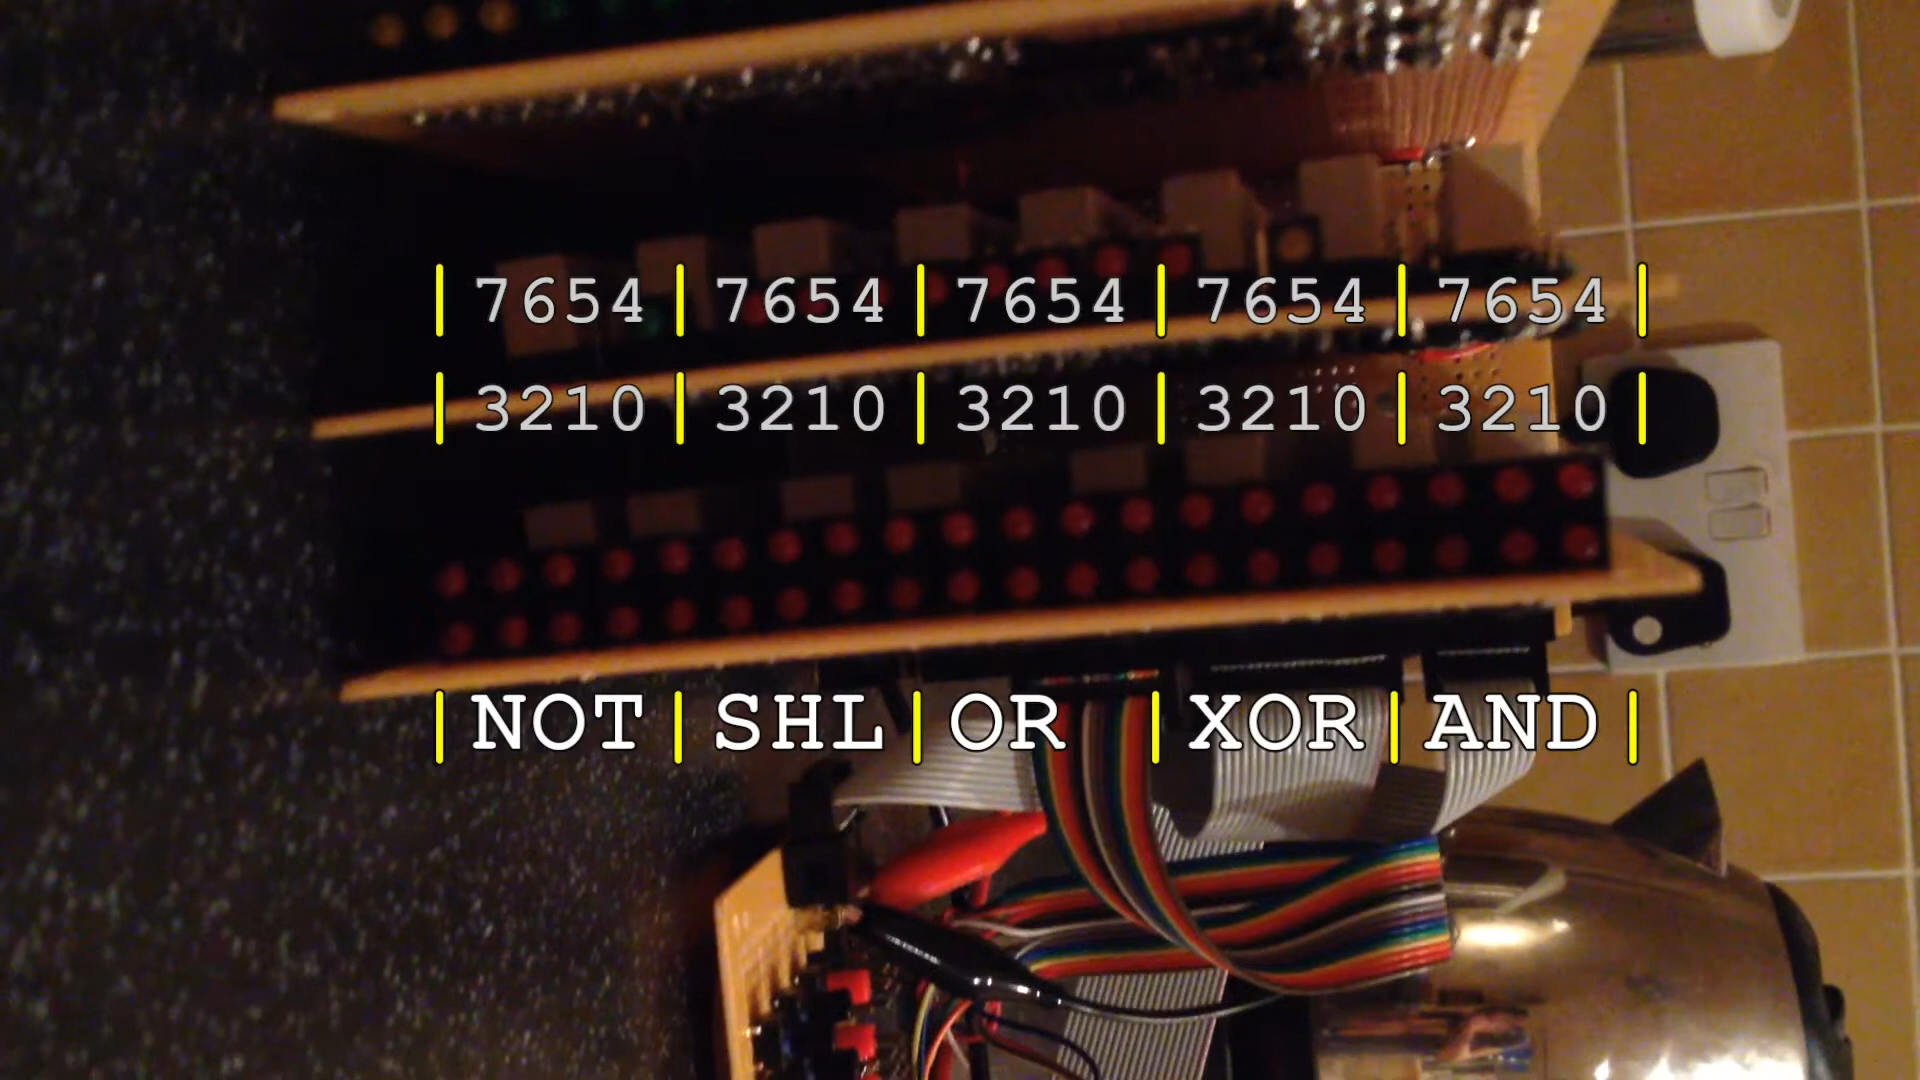 | 7654 | 7654 | 7654 | 7654 | 7654 |
| 3210 | 3210 | 3210 | 3210 | 3210 |
| NOT | SHL | OR | XOR | AND |